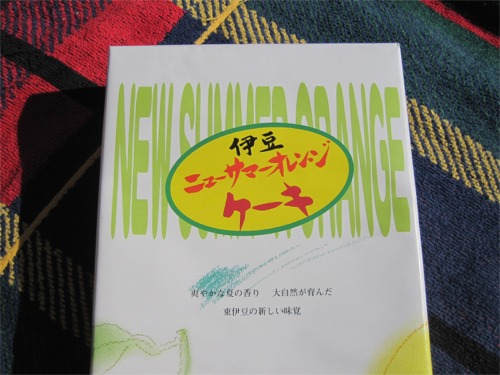 NEW SUMMER ORANGE
伊豆
ニューサマーオレンジ
ケーキ
爽やかな夏の香り 大自然が育んだ
東伊豆の新しい味覚